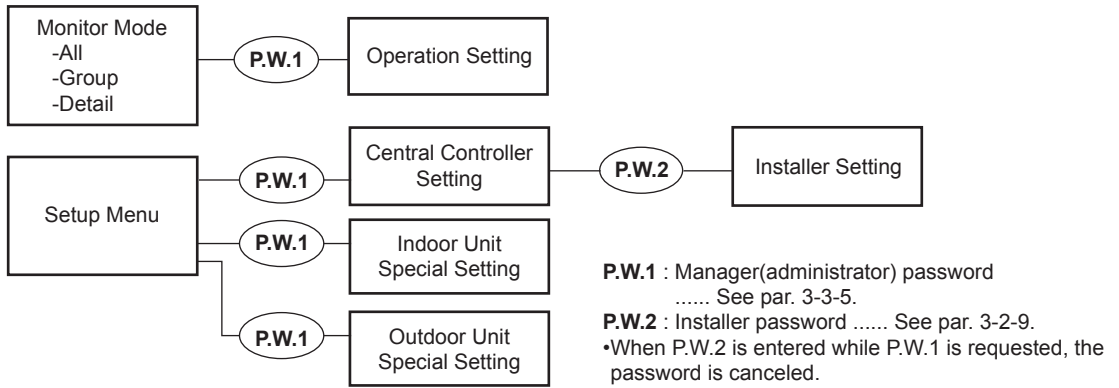 Monitor Mode
-All
-Group
-Detail
P.W.1
Operation Setting
Setup Menu
P.W.1
Central Controller
Setting
P.W.2
Installer Setting
P.W.1
Indoor Unit
Special Setting
P.W.1
Outdoor Unit
Special Setting
P.W.1 : Manager(administrator) password
...... See par. 3-3-5.
P.W.2 : Installer password ...... See par. 3-2-9.
•When P.W.2 is entered while P.W.1 is requested, the
password is canceled.